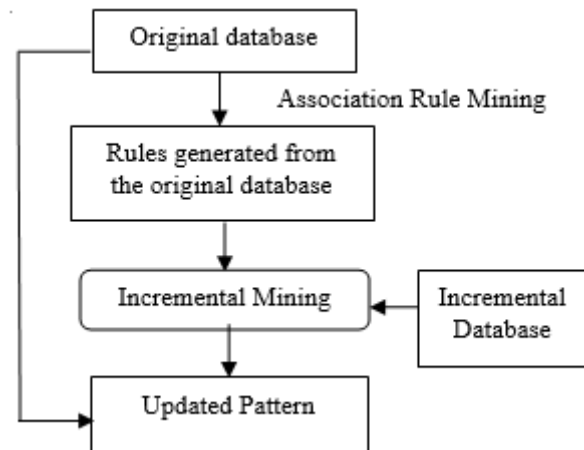 Original database
Association Rule Mining
Rules generated from
the original database
Incremental Mining
Incremental
Database
Updated Pattern